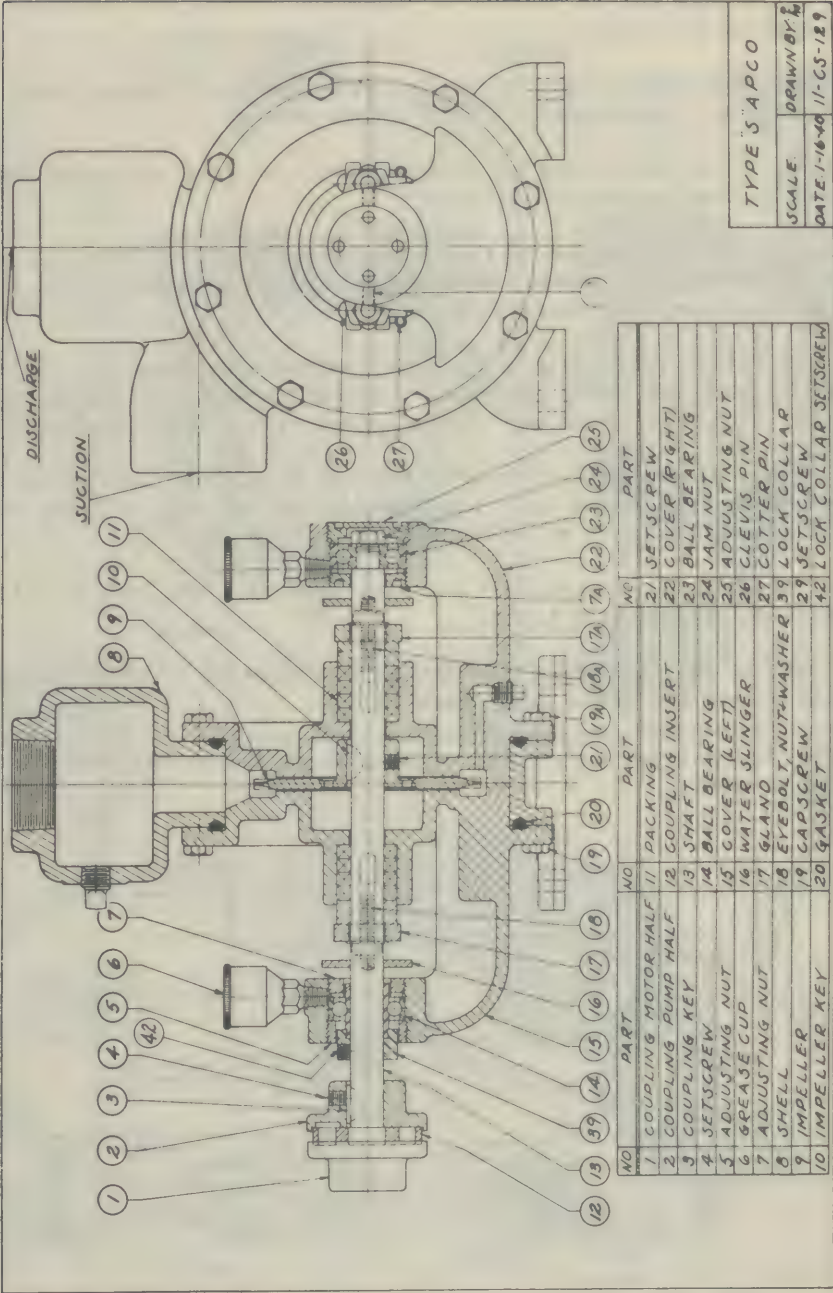 DISCHARGE
SUCTION
1 2 3 4 42 5 6 7 8 9 10 11
12 13 39 14 15 16 17 18 19 20 21 19A 18A 17A 7A 22 23 24 25
26 27
NO PART NO PART NO PART
1 COUPLING MOTOR HALF 11 PACKING 21 SETSCREW
2 COUPLING PUMP HALF 12 COUPLING INSERT 22 COVER (RIGHT)
3 COUPLING KEY 13 SHAFT 23 BALL BEARING
4 SETSCREW 14 BALL BEARING 24 JAM NUT
5 ADJUSTING NUT 15 COVER (LEFT) 25 ADJUSTING NUT
6 GREASE CUP 16 WATER SLINGER 26 CLEVIS PIN
7 ADJUSTING NUT 17 GLAND 27 COTTER PIN
8 SHELL 18 EYEBOLT, NUT+WASHER 39 LOCK COLLAR
9 IMPELLER 19 CAPSCREW 29 SETSCREW
10 IMPELLER KEY 20 GASKET 42 LOCK COLLAR SETSCREW
TYPE "S" APCO
SCALE DRAWN BY
DATE 1-16-40 11-CS-129